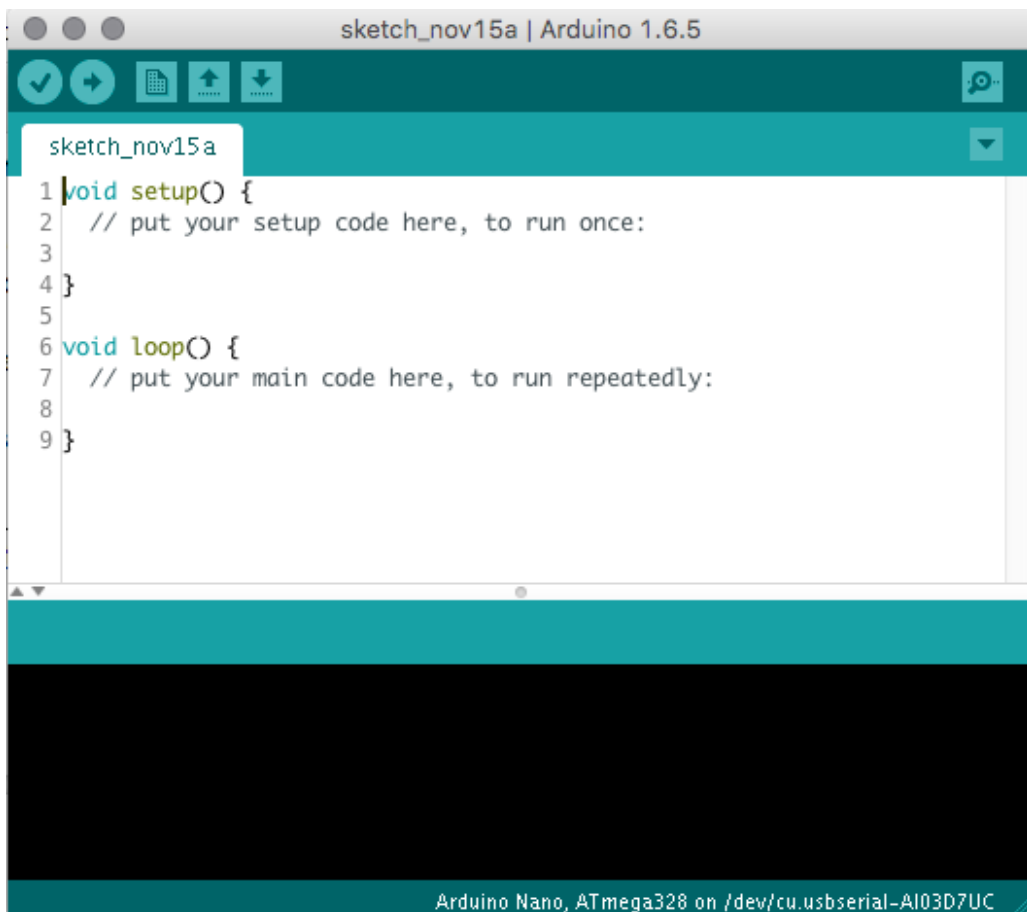 sketch_nov15a | Arduino 1.6.5
sketch_nov15a
1 void setup() {
2   // put your setup code here, to run once:
3
4 }
5
6 void loop() {
7   // put your main code here, to run repeatedly:
8
9 }
Arduino Nano, ATmega328 on /dev/cu.usbserial-AI03D7UC